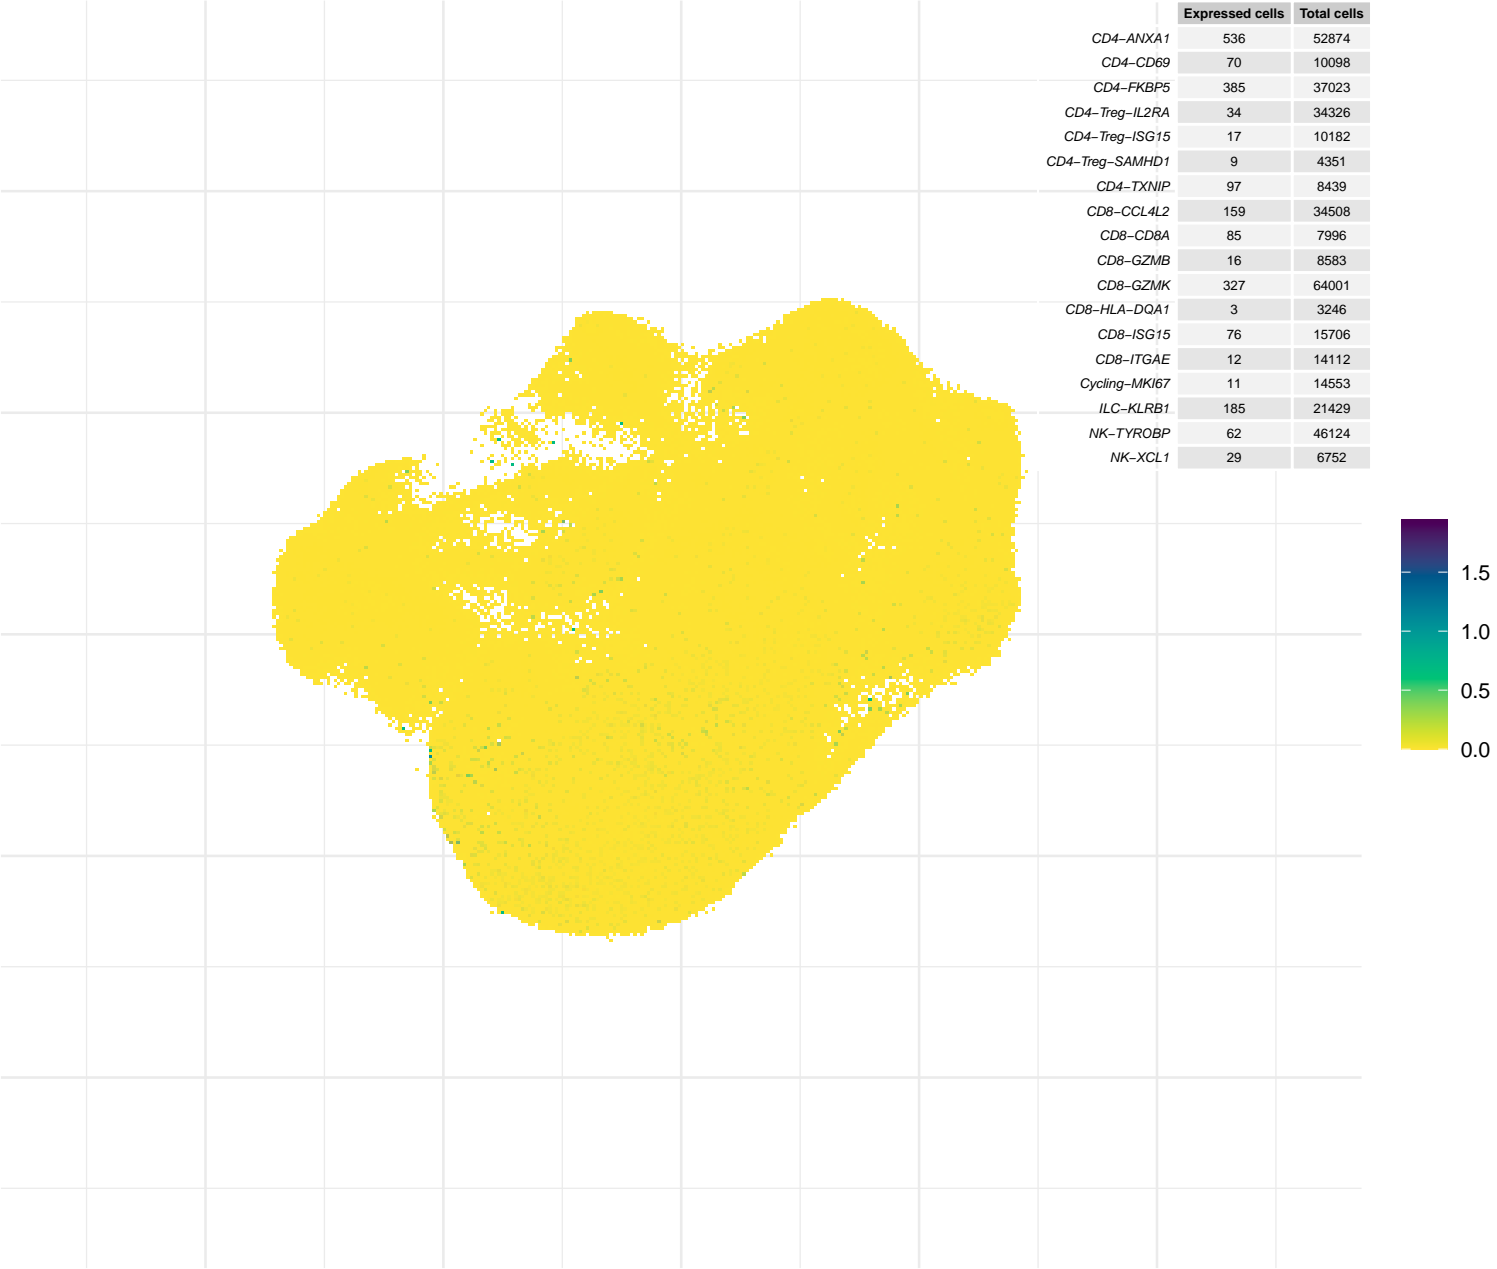 Expressed cells Total cells
CD4−ANXA1 536 52874
CD4−CD69 70 10098
CD4−FKBP5 385 37023
CD4−Treg−IL2RA 34 34326
CD4−Treg−ISG15 17 10182
CD4−Treg−SAMHD1 9 4351
CD4−TXNIP 97 8439
CD8−CCL4L2 159 34508
CD8−CD8A 85 7996
CD8−GZMB 16 8583
CD8−GZMK 327 64001
CD8−HLA−DQA1 3 3246
CD8−ISG15 76 15706
CD8−ITGAE 12 14112
Cycling−MKI67 11 14553
ILC−KLRB1 185 21429
NK−TYROBP 62 46124
NK−XCL1 29 6752
1.5
1.0
0.5
0.0